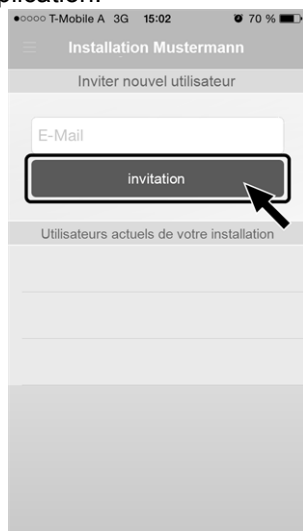 plication.
T-Mobile A 3G 15:02 70 %
Installation Mustermann
Inviter nouvel utilisateur
E-Mail
invitation
Utilisateurs actuels de votre installation